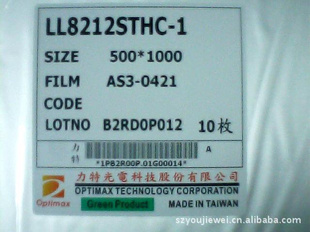 LL8212STHC-1
SIZE 500*1000
FILM AS3-0421
CODE
LOTNO B2RD0P012 10枚
力特 A
*1PB2R00P.01G00014*
力特光電科技股份有限公司
Optimax OPTIMAX TECHNOLOGY CORPORATION
Green Product MADE IN TAIWAN
szyoujiewei.cn.alibaba.com